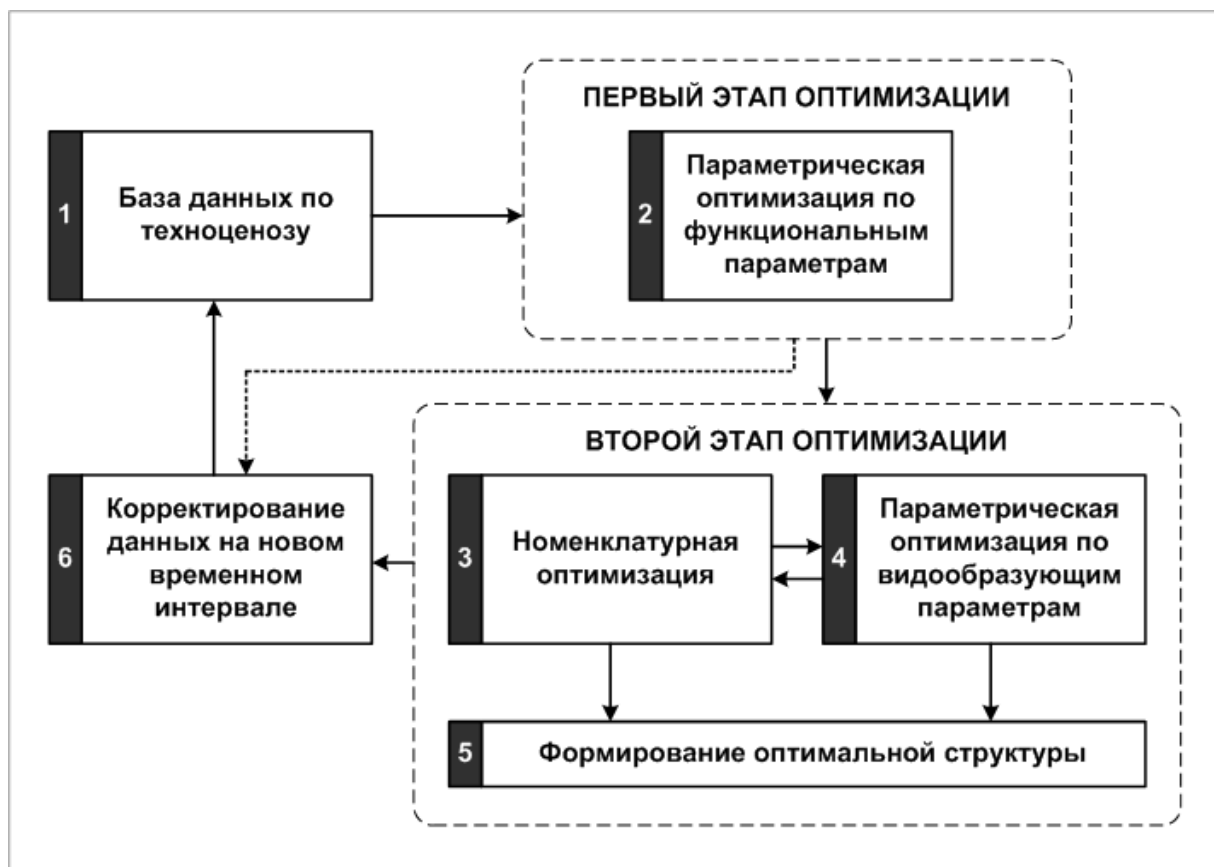 ПЕРВЫЙ ЭТАП ОПТИМИЗАЦИИ
1
База данных по
техноценозу
2
Параметрическая
оптимизация по
функциональным
параметрам
ВТОРОЙ ЭТАП ОПТИМИЗАЦИИ
6
Корректирование
данных на новом
временном
интервале
3
Номенклатурная
оптимизация
4
Параметрическая
оптимизация по
видообразующим
параметрам
5
Формирование оптимальной структуры